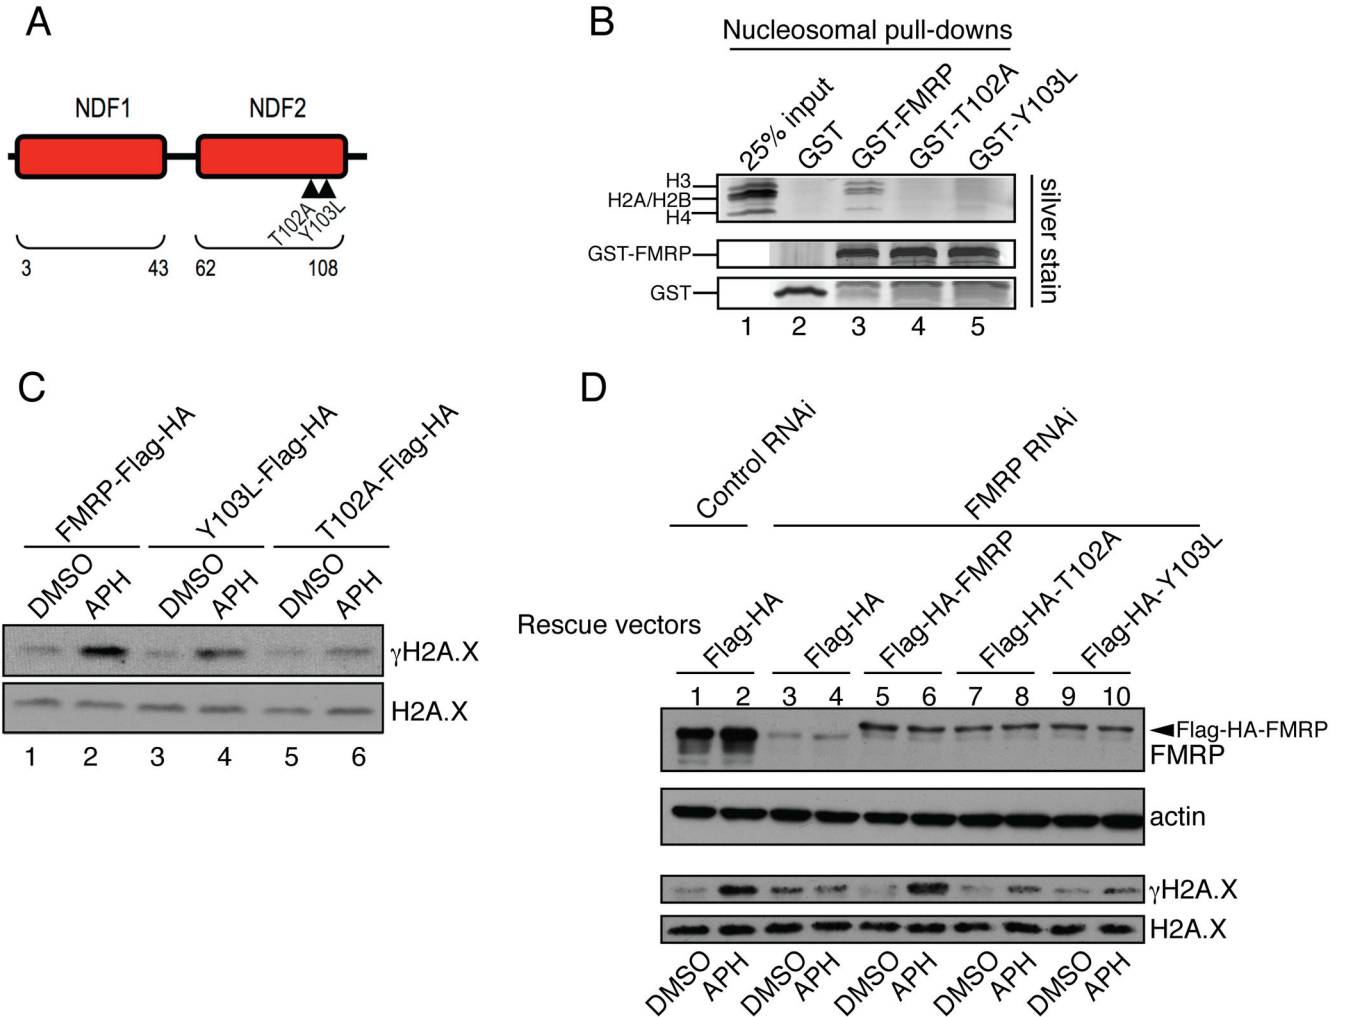 A
NDF1 NDF2
T102A Y103L
3 43 62 108
B
Nucleosomal pull-downs
25% input GST GST-FMRP GST-T102A GST-Y103L
H3
H2A/H2B
H4
GST-FMRP
GST
silver stain
1 2 3 4 5
C
FMRP-Flag-HA Y103L-Flag-HA T102A-Flag-HA
DMSO APH DMSO APH DMSO APH
γH2A.X
H2A.X
1 2 3 4 5 6
D
Control RNAi FMRP RNAi
Rescue vectors Flag-HA Flag-HA Flag-HA-FMRP Flag-HA-T102A Flag-HA-Y103L
1 2 3 4 5 6 7 8 9 10
Flag-HA-FMRP
FMRP
actin
γH2A.X
H2A.X
DMSO APH DMSO APH DMSO APH DMSO APH DMSO APH